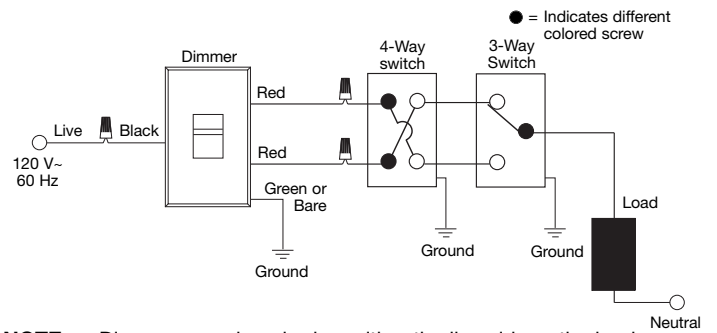 = Indicates different
colored screw
4-Way
switch
3-Way
Switch
Dimmer
Red
Live
Black
120 V~
60 Hz
Red
Green or
Bare
Ground
Ground
Ground
Load
Neutral